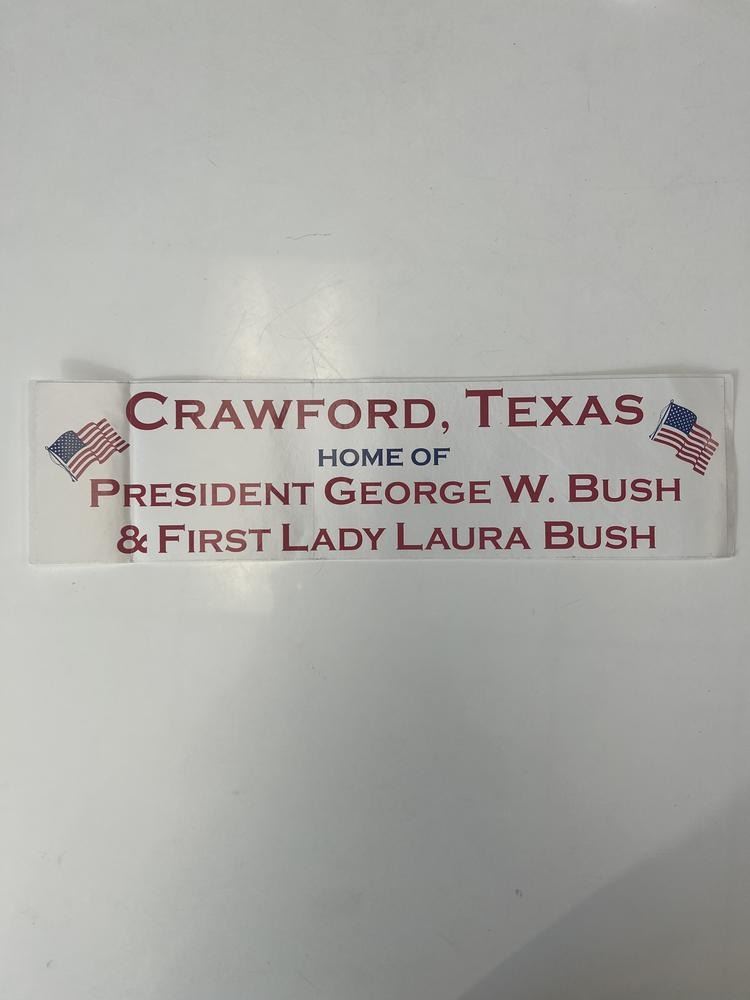 CRAWFORD, TEXAS
HOME OF
PRESIDENT GEORGE W. BUSH
& FIRST LADY LAURA BUSH